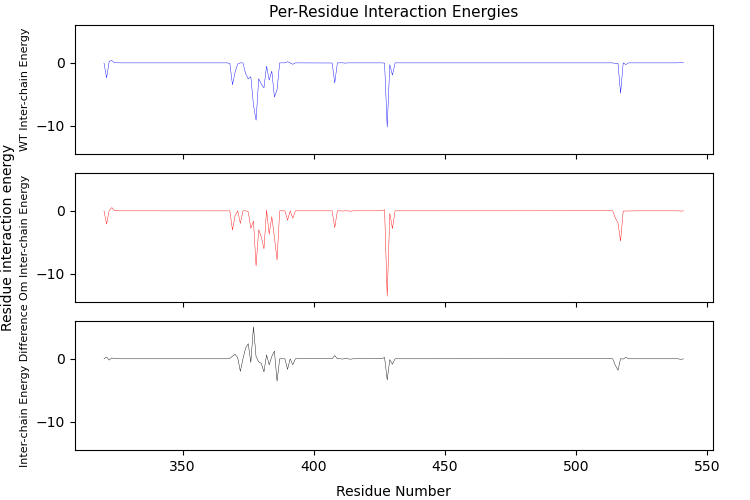 Per-Residue Interaction Energies
Residue interaction energy
WT Inter-chain Energy
0
−10
Om Inter-chain Energy
0
−10
Inter-chain Energy Difference
0
−10
350
400
450
500
550
Residue Number